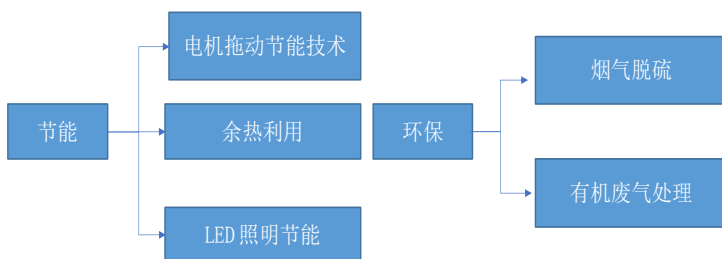 节能
电机拖动节能技术
余热利用
LED照明节能
环保
烟气脱硫
有机废气处理